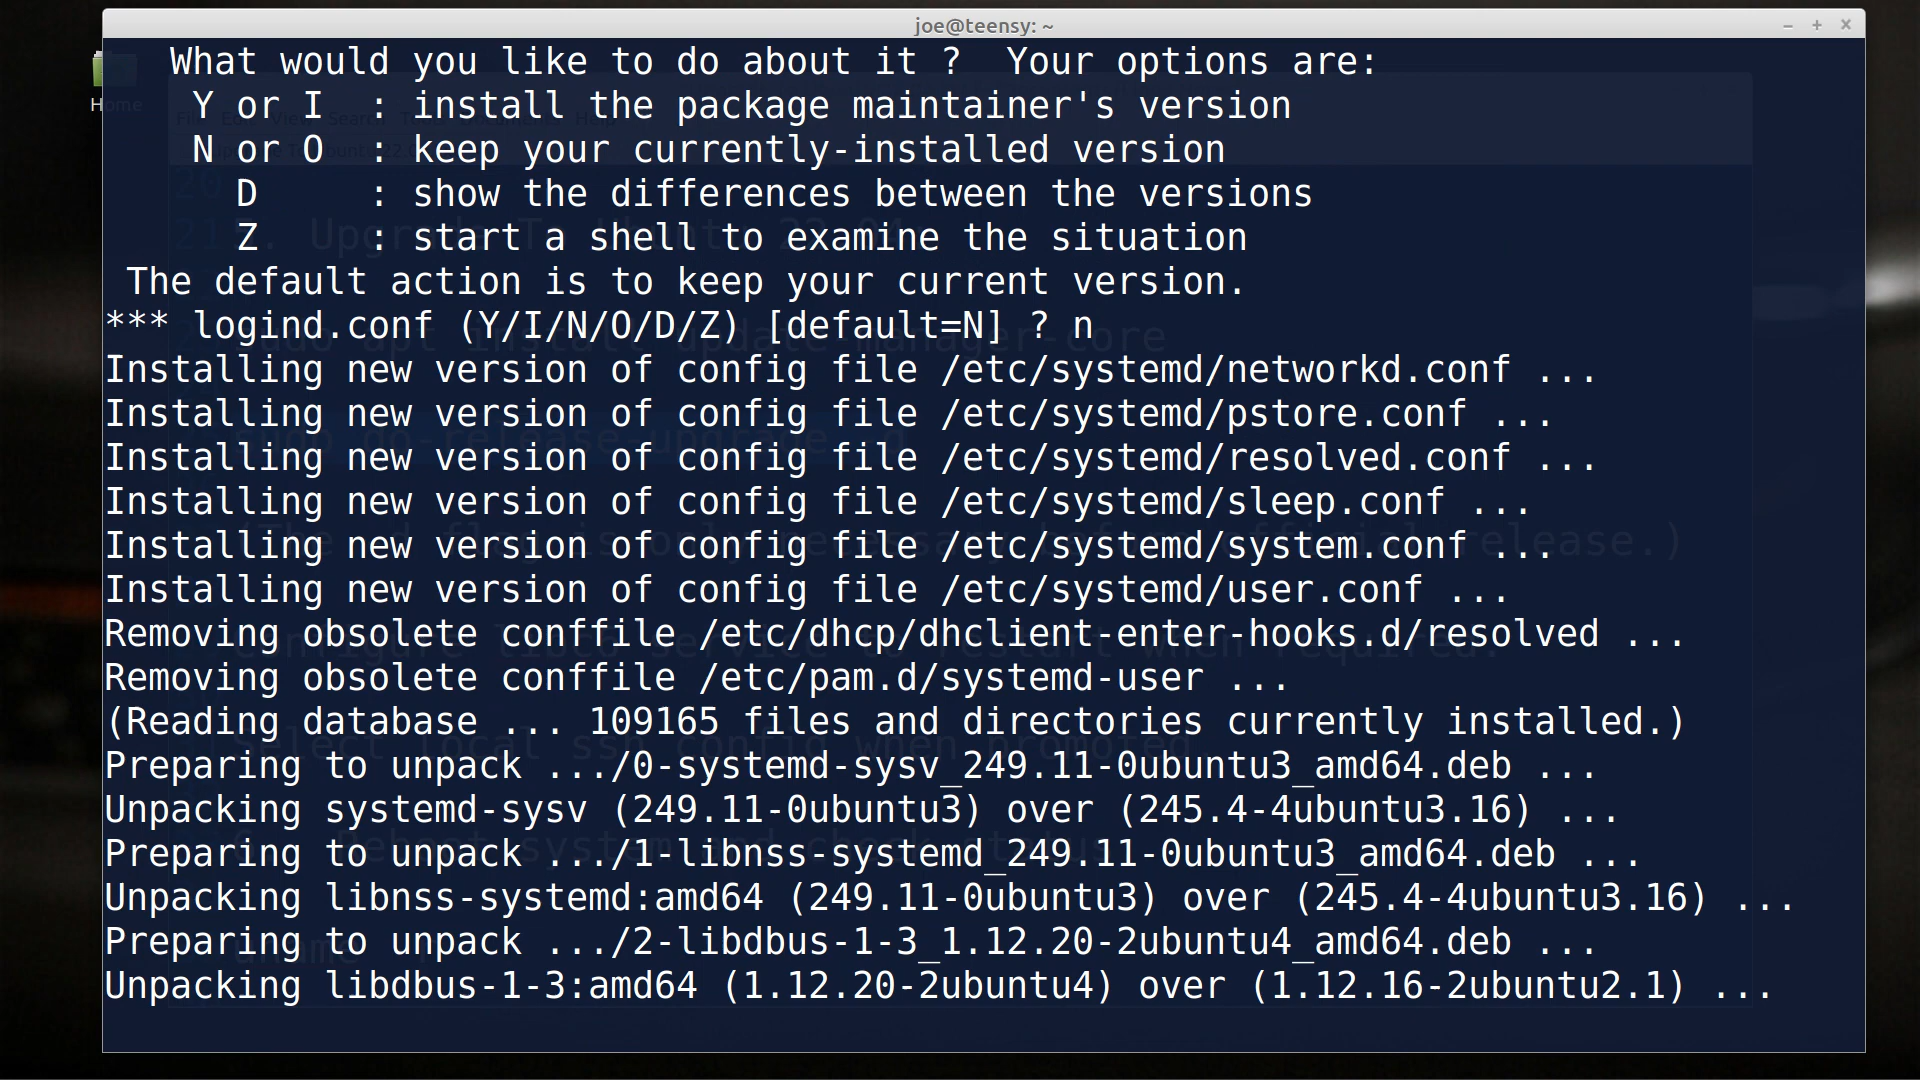 joe@teensy: ~
Home
What would you like to do about it ?  Your options are:
Y or I  : install the package maintainer's version
N or O  : keep your currently-installed version
D     : show the differences between the versions
Z     : start a shell to examine the situation
The default action is to keep your current version.
*** logind.conf (Y/I/N/O/D/Z) [default=N] ? n
Installing new version of config file /etc/systemd/networkd.conf ...
Installing new version of config file /etc/systemd/pstore.conf ...
Installing new version of config file /etc/systemd/resolved.conf ...
Installing new version of config file /etc/systemd/sleep.conf ...
Installing new version of config file /etc/systemd/system.conf ...
Installing new version of config file /etc/systemd/user.conf ...
Removing obsolete conffile /etc/dhcp/dhclient-enter-hooks.d/resolved ...
Removing obsolete conffile /etc/pam.d/systemd-user ...
(Reading database ... 109165 files and directories currently installed.)
Preparing to unpack .../0-systemd-sysv_249.11-0ubuntu3_amd64.deb ...
Unpacking systemd-sysv (249.11-0ubuntu3) over (245.4-4ubuntu3.16) ...
Preparing to unpack .../1-libnss-systemd_249.11-0ubuntu3_amd64.deb ...
Unpacking libnss-systemd:amd64 (249.11-0ubuntu3) over (245.4-4ubuntu3.16) ...
Preparing to unpack .../2-libdbus-1-3_1.12.20-2ubuntu4_amd64.deb ...
Unpacking libdbus-1-3:amd64 (1.12.20-2ubuntu4) over (1.12.16-2ubuntu2.1) ...